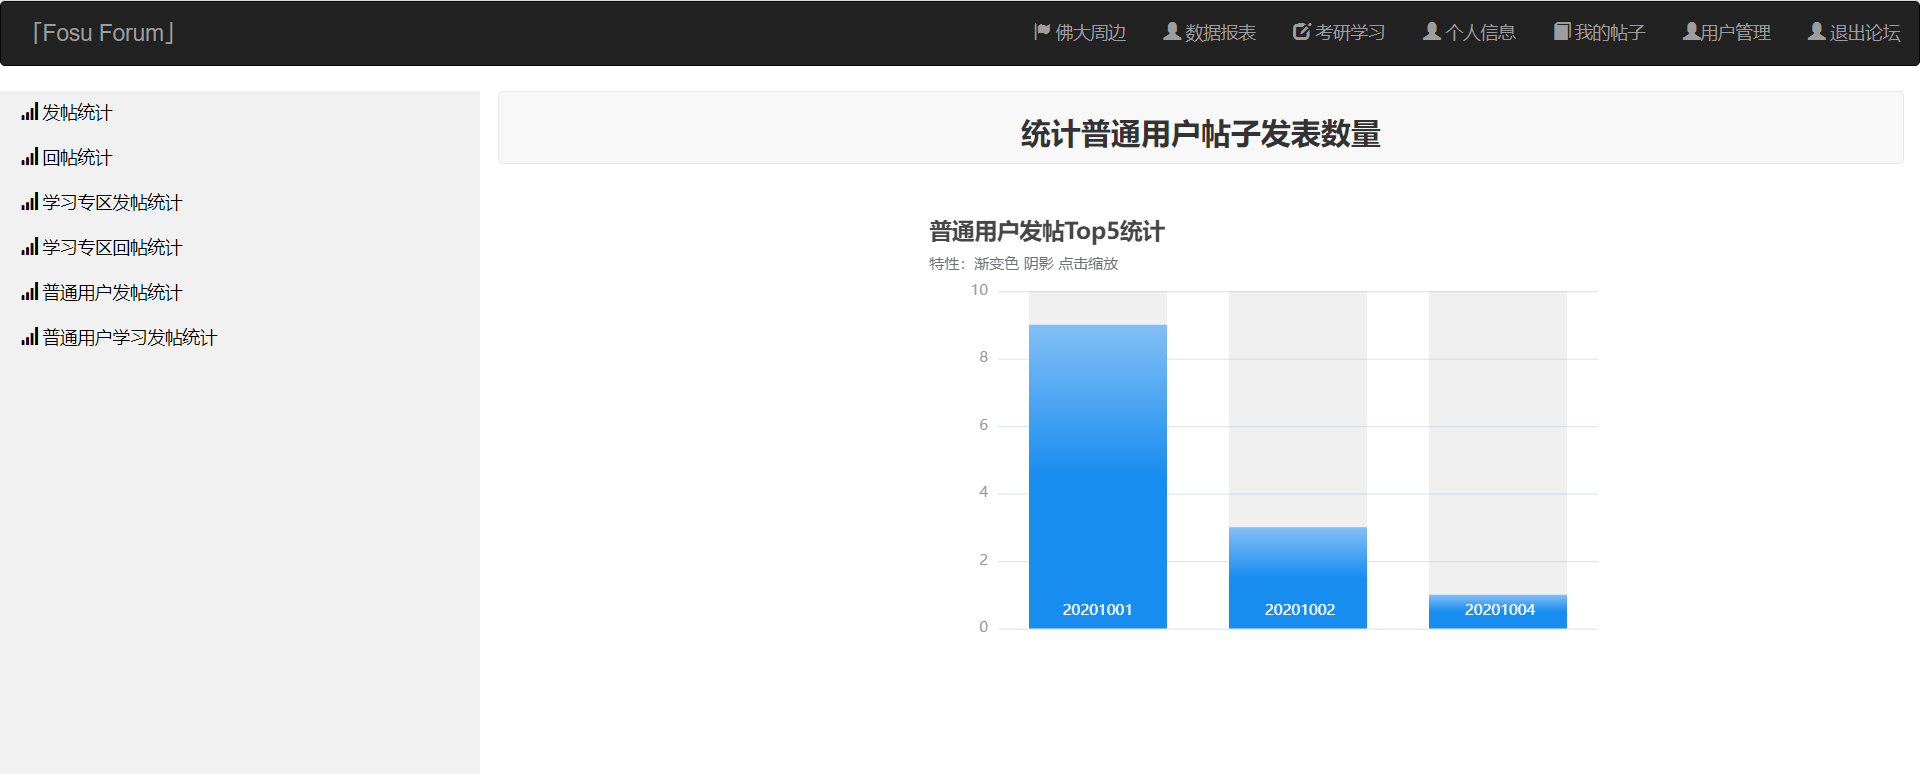 「Fosu Forum」
佛大周边
数据报表
考研学习
个人信息
我的帖子
用户管理
退出论坛
发帖统计
回帖统计
学习专区发帖统计
学习专区回帖统计
普通用户发帖统计
普通用户学习发帖统计
统计普通用户帖子发表数量
普通用户发帖Top5统计
特性：渐变色 阴影 点击缩放
10
8
6
4
2
0
20201001
20201002
20201004